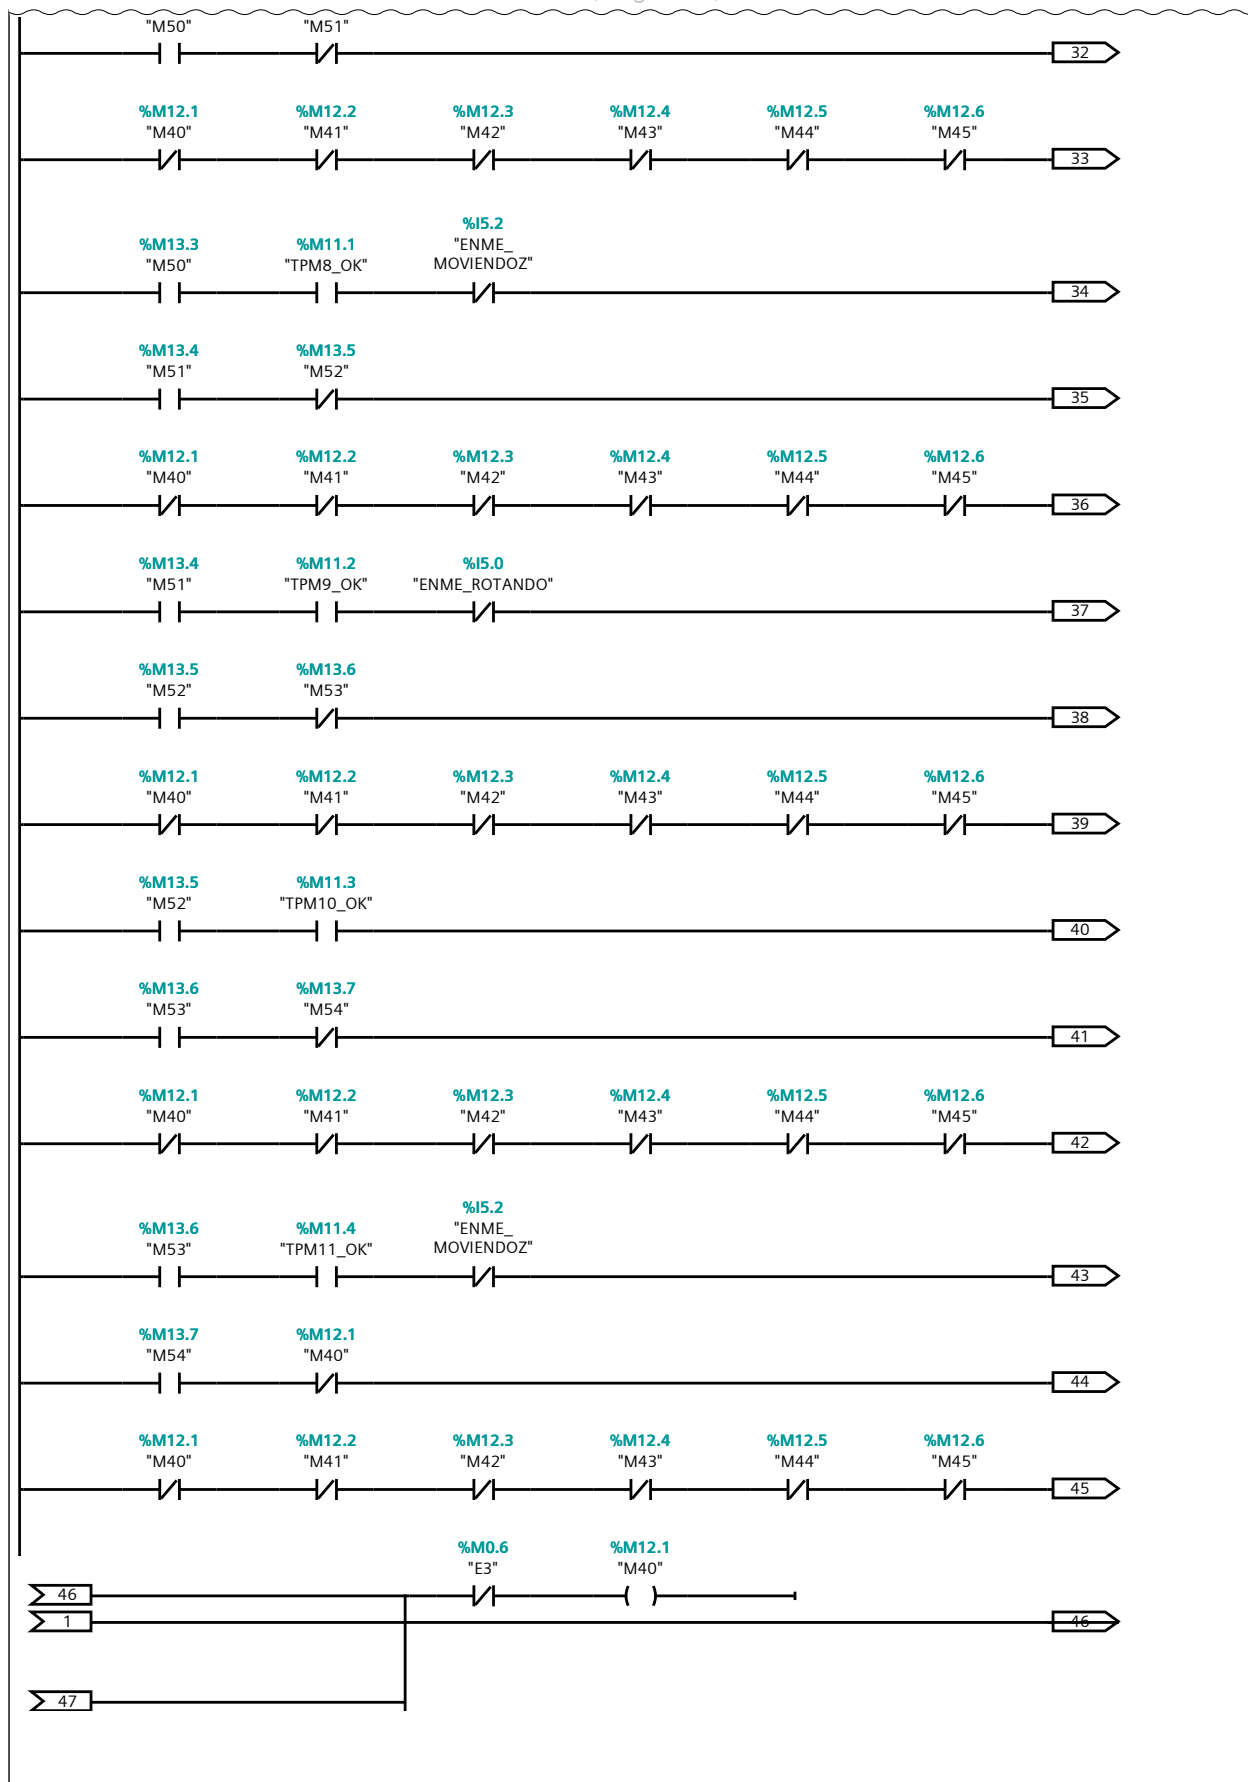 "M50" "M51"
32
%M12.1 %M12.2 %M12.3 %M12.4 %M12.5 %M12.6
"M40" "M41" "M42" "M43" "M44" "M45"
33
%I5.2
%M13.3 %M11.1 "ENME_
"M50" "TPM8_OK" MOVIENDOZ"
34
%M13.4 %M13.5
"M51" "M52"
35
%M12.1 %M12.2 %M12.3 %M12.4 %M12.5 %M12.6
"M40" "M41" "M42" "M43" "M44" "M45"
36
%M13.4 %M11.2 %I5.0
"M51" "TPM9_OK" "ENME_ROTANDO"
37
%M13.5 %M13.6
"M52" "M53"
38
%M12.1 %M12.2 %M12.3 %M12.4 %M12.5 %M12.6
"M40" "M41" "M42" "M43" "M44" "M45"
39
%M13.5 %M11.3
"M52" "TPM10_OK"
40
%M13.6 %M13.7
"M53" "M54"
41
%M12.1 %M12.2 %M12.3 %M12.4 %M12.5 %M12.6
"M40" "M41" "M42" "M43" "M44" "M45"
42
%I5.2
%M13.6 %M11.4 "ENME_
"M53" "TPM11_OK" MOVIENDOZ"
43
%M13.7 %M12.1
"M54" "M40"
44
%M12.1 %M12.2 %M12.3 %M12.4 %M12.5 %M12.6
"M40" "M41" "M42" "M43" "M44" "M45"
45
%M0.6 %M12.1
"E3" "M40"
46
1 46
47